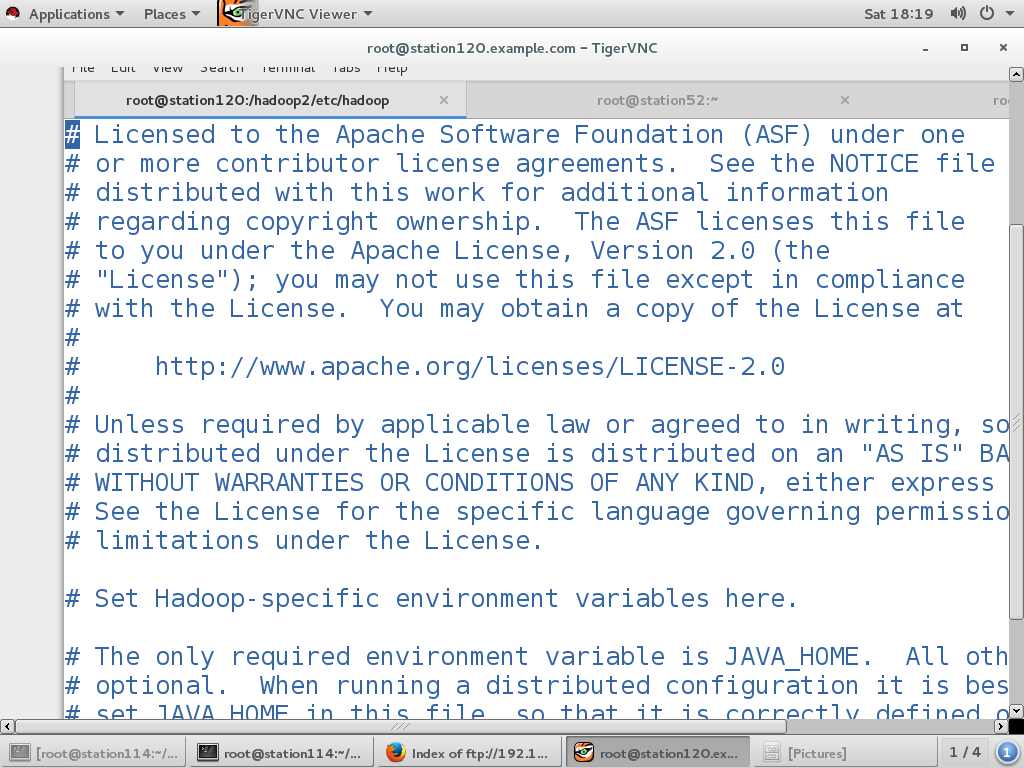 Applications Places TigerVNC Viewer Sat 18:19
root@station120.example.com - TigerVNC
File Edit View Search Terminal Tabs Help
root@station120:/hadoop2/etc/hadoop root@station52:~ ro
# Licensed to the Apache Software Foundation (ASF) under one
# or more contributor license agreements.  See the NOTICE file
# distributed with this work for additional information
# regarding copyright ownership.  The ASF licenses this file
# to you under the Apache License, Version 2.0 (the
# "License"); you may not use this file except in compliance
# with the License.  You may obtain a copy of the License at
#
#     http://www.apache.org/licenses/LICENSE-2.0
#
# Unless required by applicable law or agreed to in writing, so
# distributed under the License is distributed on an "AS IS" BA
# WITHOUT WARRANTIES OR CONDITIONS OF ANY KIND, either express
# See the License for the specific language governing permissio
# limitations under the License.
# Set Hadoop-specific environment variables here.
# The only required environment variable is JAVA_HOME.  All oth
# optional.  When running a distributed configuration it is bes
# set JAVA_HOME in this file, so that it is correctly defined o
[root@station114:~/... root@station114:~/... Index of ftp://192.1... root@station120.ex... [Pictures] 1 / 4 1